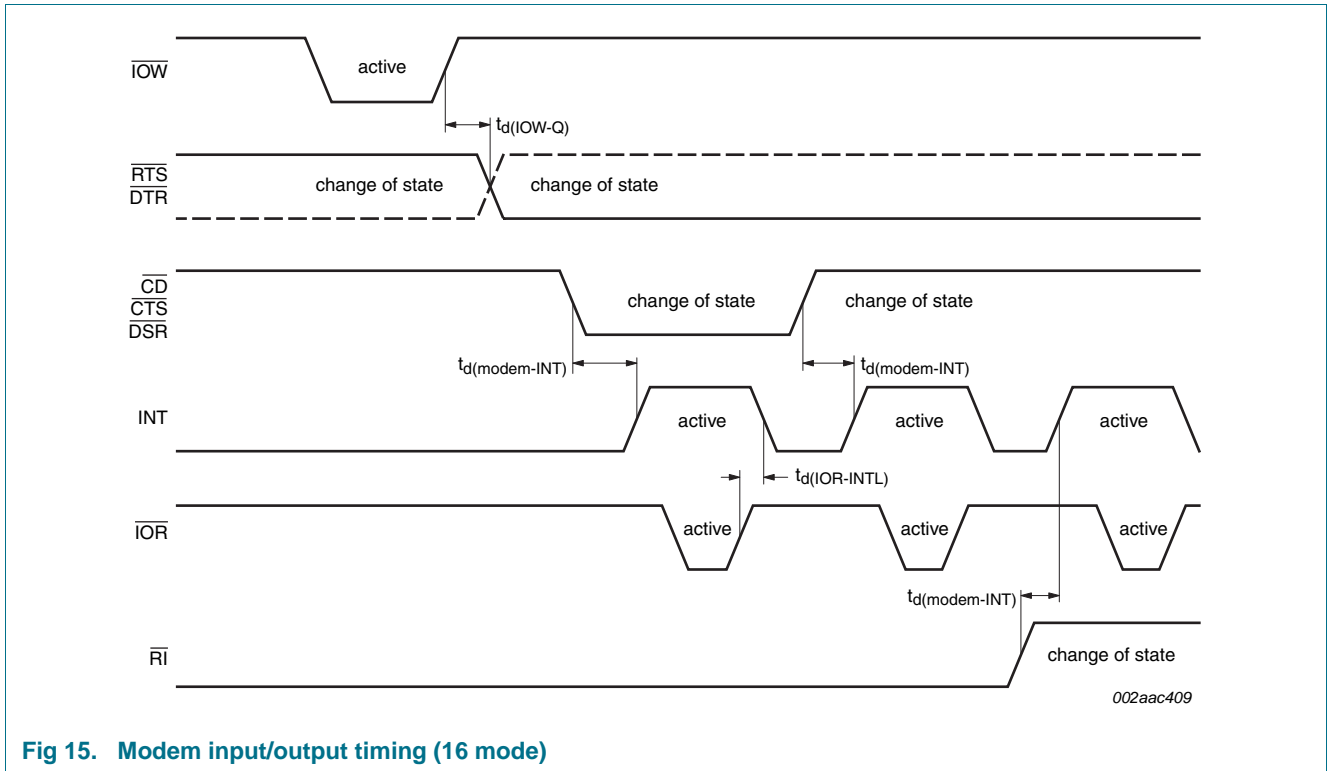 IOW
active
td(IOW-Q)
RTS
DTR
change of state
change of state
CD
CTS
DSR
change of state
change of state
td(modem-INT)
td(modem-INT)
INT
active
active
active
td(IOR-INTL)
IOR
active
active
active
td(modem-INT)
RI
change of state
002aac409
Fig 15. Modem input/output timing (16 mode)